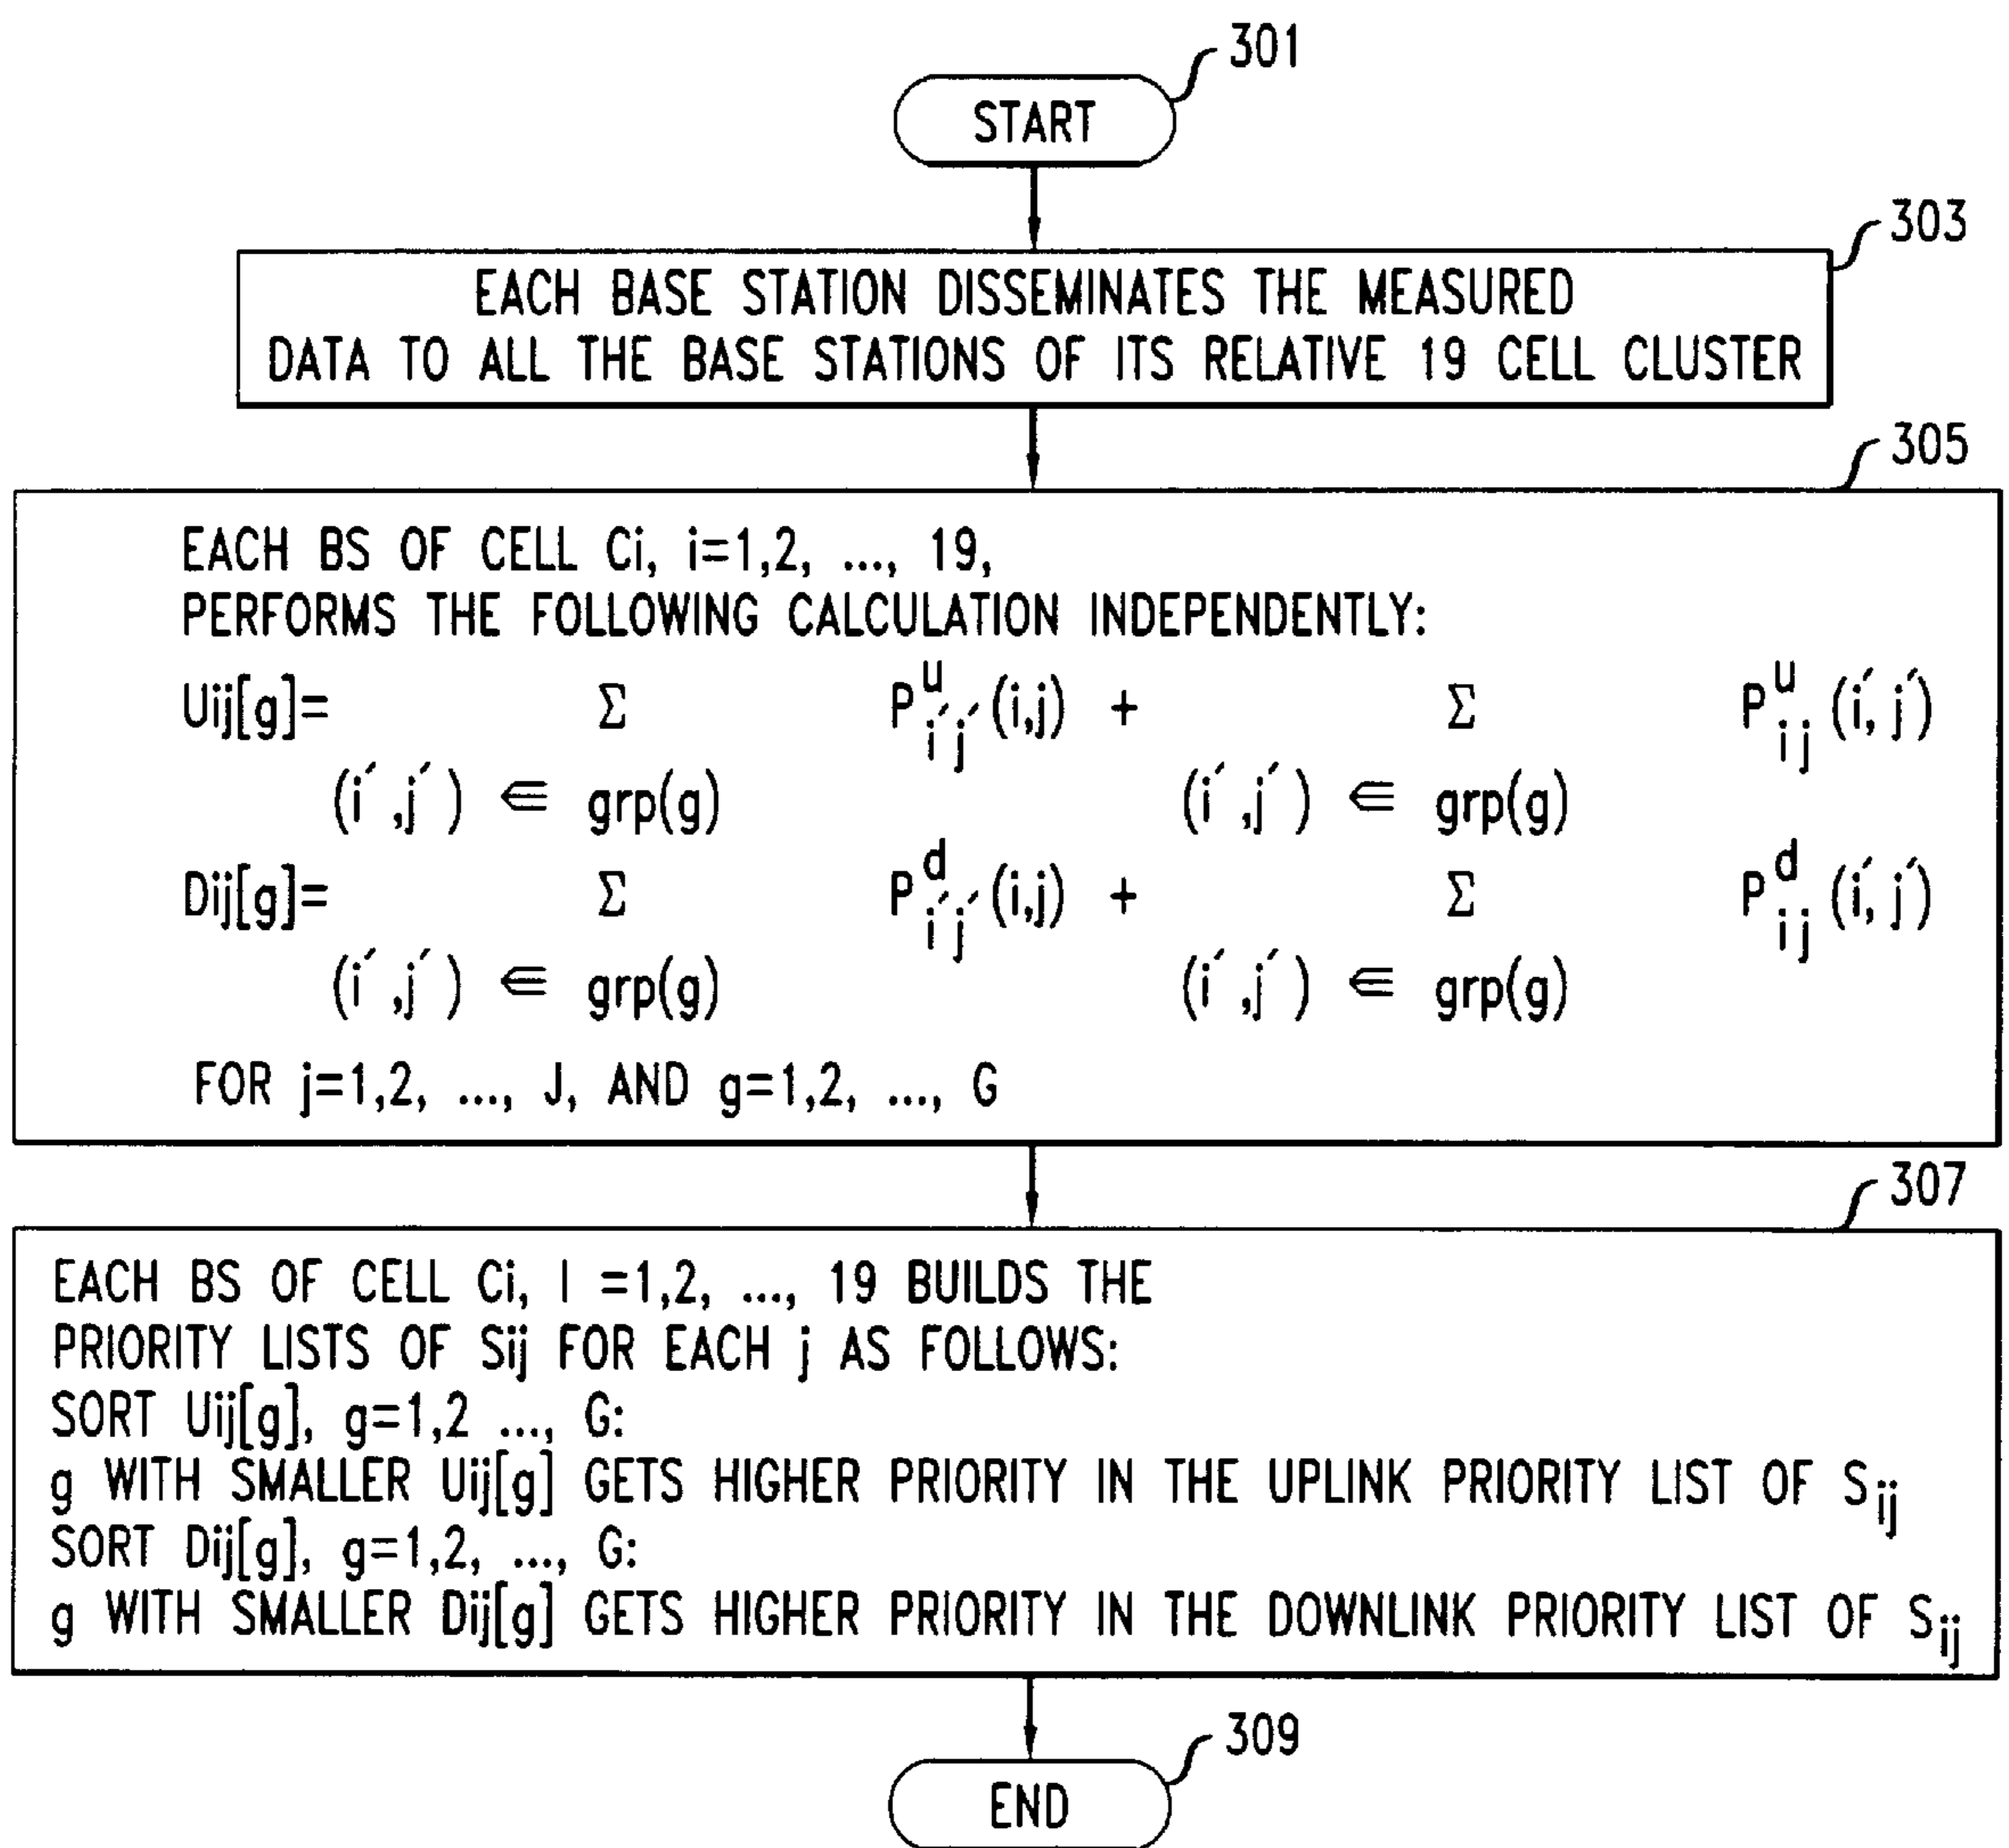 301
START
303
EACH BASE STATION DISSEMINATES THE MEASURED
DATA TO ALL THE BASE STATIONS OF ITS RELATIVE 19 CELL CLUSTER
305
EACH BS OF CELL Ci, i=1,2, ..., 19,
PERFORMS THE FOLLOWING CALCULATION INDEPENDENTLY:
Uij[g]= Σ P^u_i´j´(i,j) + Σ P^u_ij(i´,j´)
(i´,j´) ⋹ grp(g) (i´,j´) ⋹ grp(g)
Dij[g]= Σ P^d_i´j´(i,j) + Σ P^d_ij(i´,j´)
(i´,j´) ⋹ grp(g) (i´,j´) ⋹ grp(g)
FOR j=1,2, ..., J, AND g=1,2, ..., G
307
EACH BS OF CELL Ci, I =1,2, ..., 19 BUILDS THE
PRIORITY LISTS OF Sij FOR EACH j AS FOLLOWS:
SORT Uij[g], g=1,2 ..., G:
g WITH SMALLER Uij[g] GETS HIGHER PRIORITY IN THE UPLINK PRIORITY LIST OF S_ij
SORT Dij[g], g=1,2, ..., G:
g WITH SMALLER Dij[g] GETS HIGHER PRIORITY IN THE DOWNLINK PRIORITY LIST OF S_ij
309
END